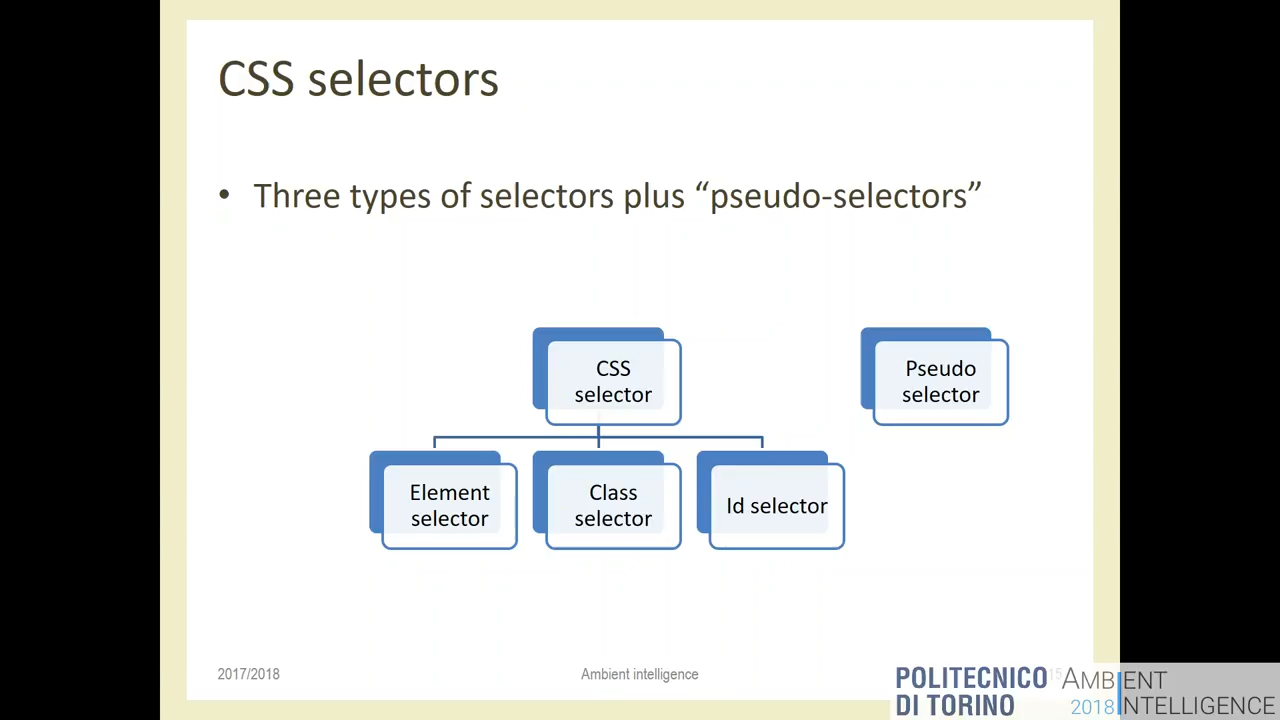 CSS selectors
• Three types of selectors plus “pseudo-selectors”
CSS
selector
Pseudo
selector
Element
selector
Class
selector
Id selector
2017/2018
Ambient intelligence
15
POLITECNICO
DI TORINO
AMBIENT
2018 INTELLIGENCE